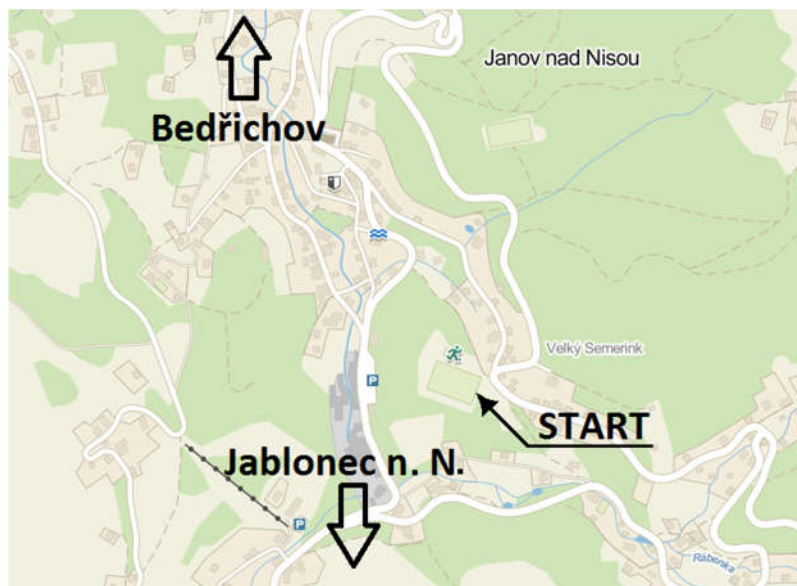 Janov nad Nisou
Bedřichov
P
Velký Semerink
START
Jablonec n. N.
P
Rábenka